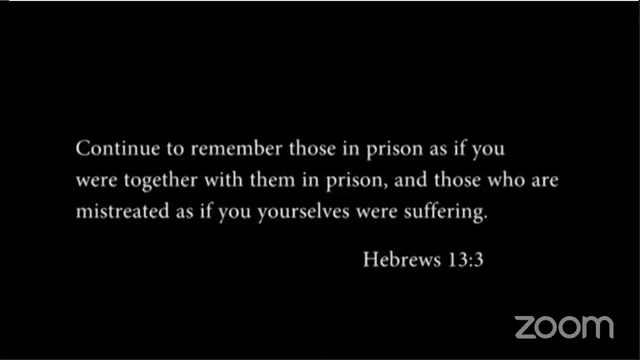 Continue to remember those in prison as if you
were together with them in prison, and those who are
mistreated as if you yourselves were suffering.
Hebrews 13:3
zoom